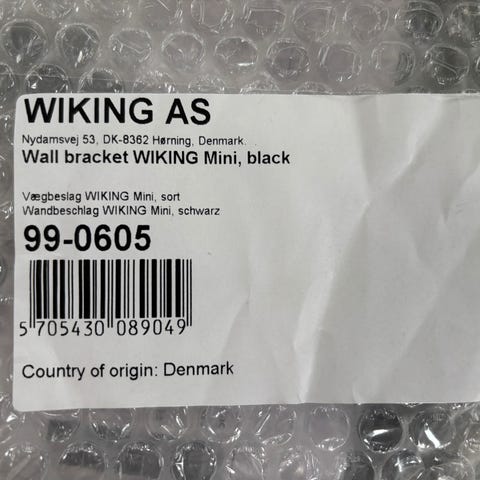 WIKING AS
Nydamsvej 53, DK-8362 Hørning, Denmark.
Wall bracket WIKING Mini, black
Vægbeslag WIKING Mini, sort
Wandbeschlag WIKING Mini, schwarz
99-0605
5 705430 089049
Country of origin: Denmark